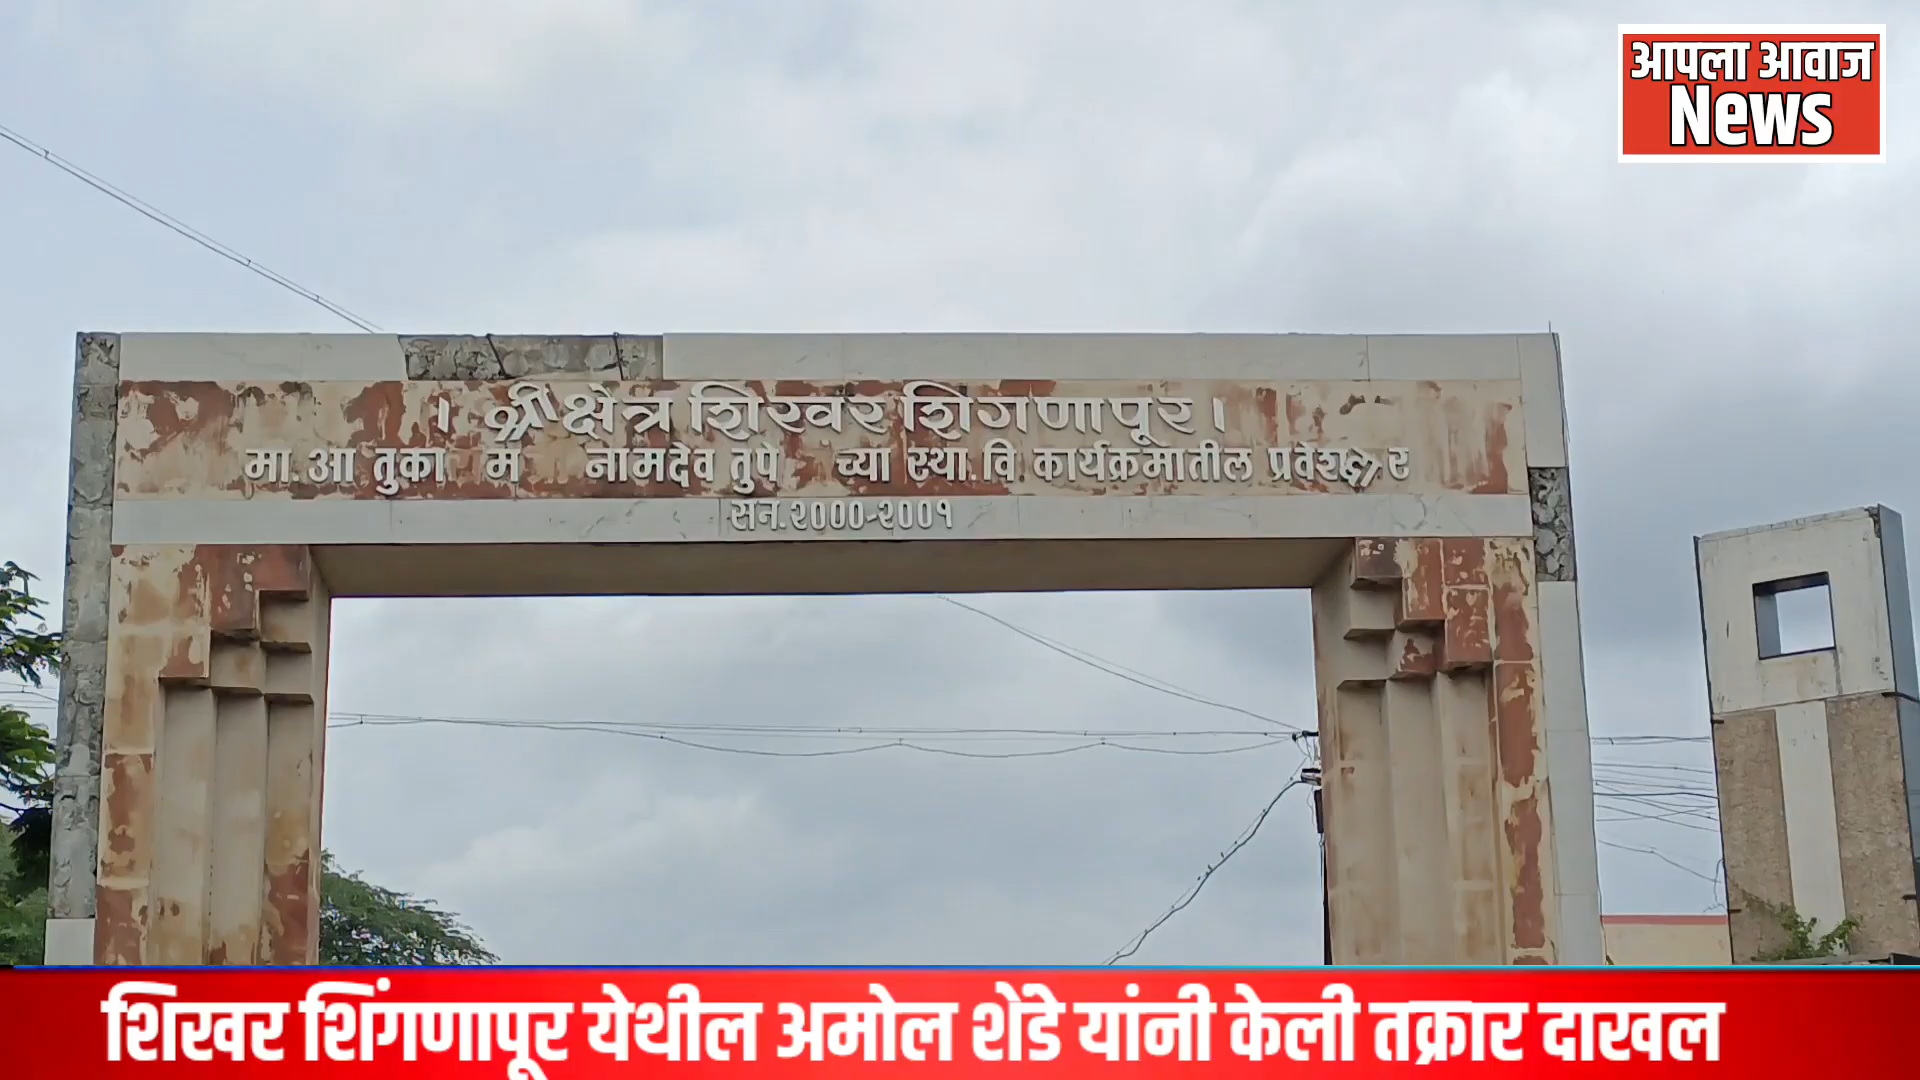 आपला आवाज
News
। श्री क्षेत्र शिखर शिंगणापूर ।
मा. आ तुका म नामदेव तुपे च्या स्था. वि. कार्यक्रमातील प्रवेशद्वार
सन. २०००-२००१
शिखर शिंगणापूर येथील अमोल शेंडे यांनी केली तक्रार दाखल